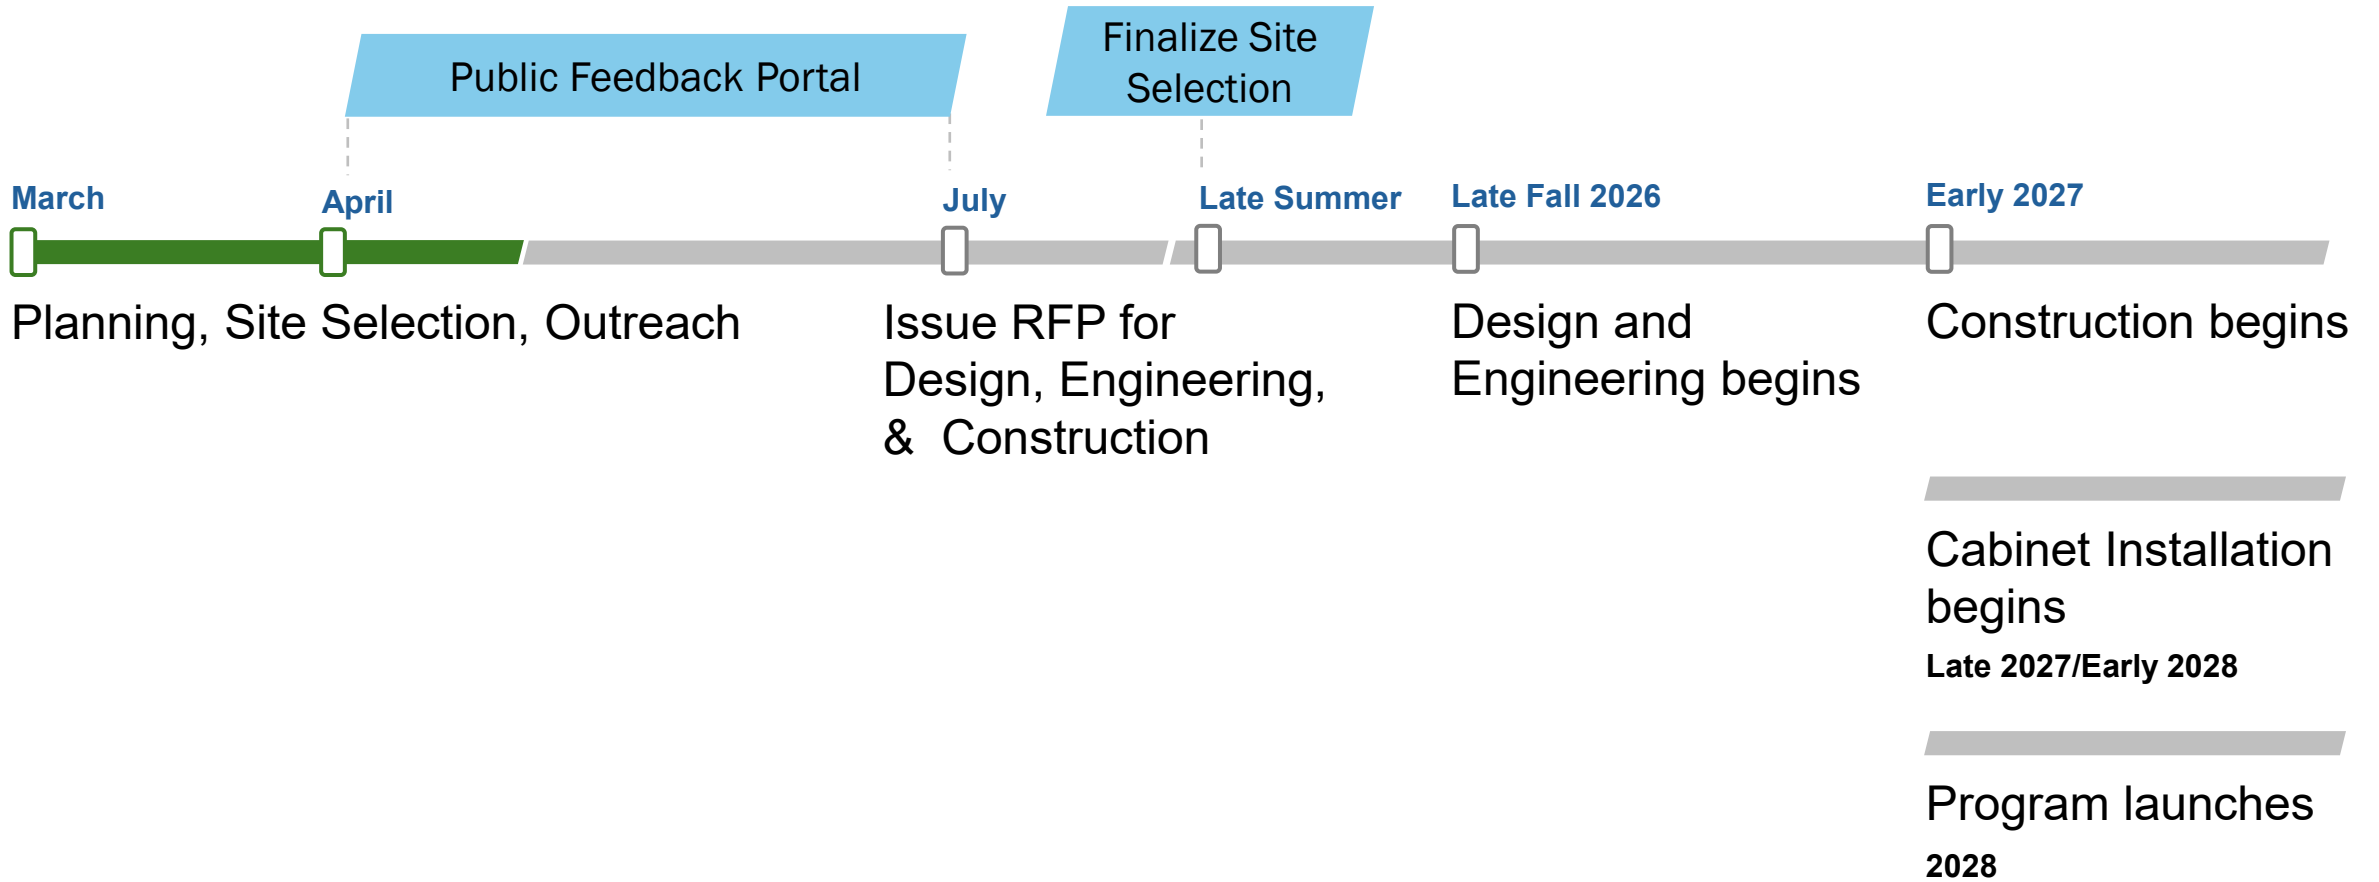 Public Feedback Portal
Finalize Site
Selection
March
April
July
Late Summer
Late Fall 2026
Early 2027
Planning, Site Selection, Outreach
Issue RFP for
Design, Engineering,
& Construction
Design and
Engineering begins
Construction begins
Cabinet Installation
begins
Late 2027/Early 2028
Program launches
2028